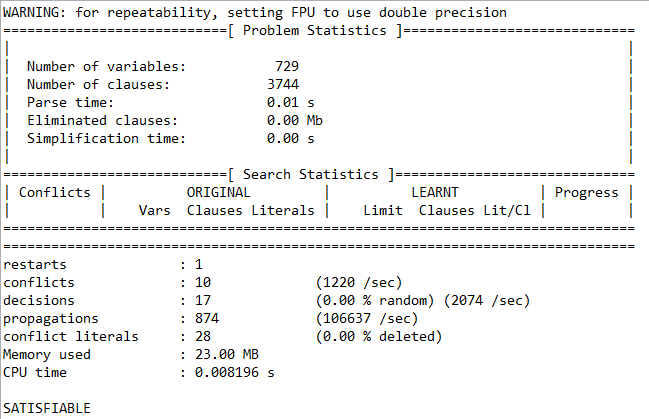 WARNING: for repeatability, setting FPU to use double precision
============================[ Problem Statistics ]=============================
|                                                                             |
|  Number of variables:           729                                         |
|  Number of clauses:            3744                                         |
|  Parse time:                   0.01 s                                       |
|  Eliminated clauses:           0.00 Mb                                      |
|  Simplification time:          0.00 s                                       |
|                                                                             |
============================[ Search Statistics ]==============================
| Conflicts |          ORIGINAL         |          LEARNT          | Progress |
|           |    Vars  Clauses Literals |    Limit  Clauses Lit/Cl |          |
===============================================================================
===============================================================================
restarts              : 1
conflicts             : 10             (1220 /sec)
decisions             : 17             (0.00 % random) (2074 /sec)
propagations          : 874            (106637 /sec)
conflict literals     : 28             (0.00 % deleted)
Memory used           : 23.00 MB
CPU time              : 0.008196 s

SATISFIABLE